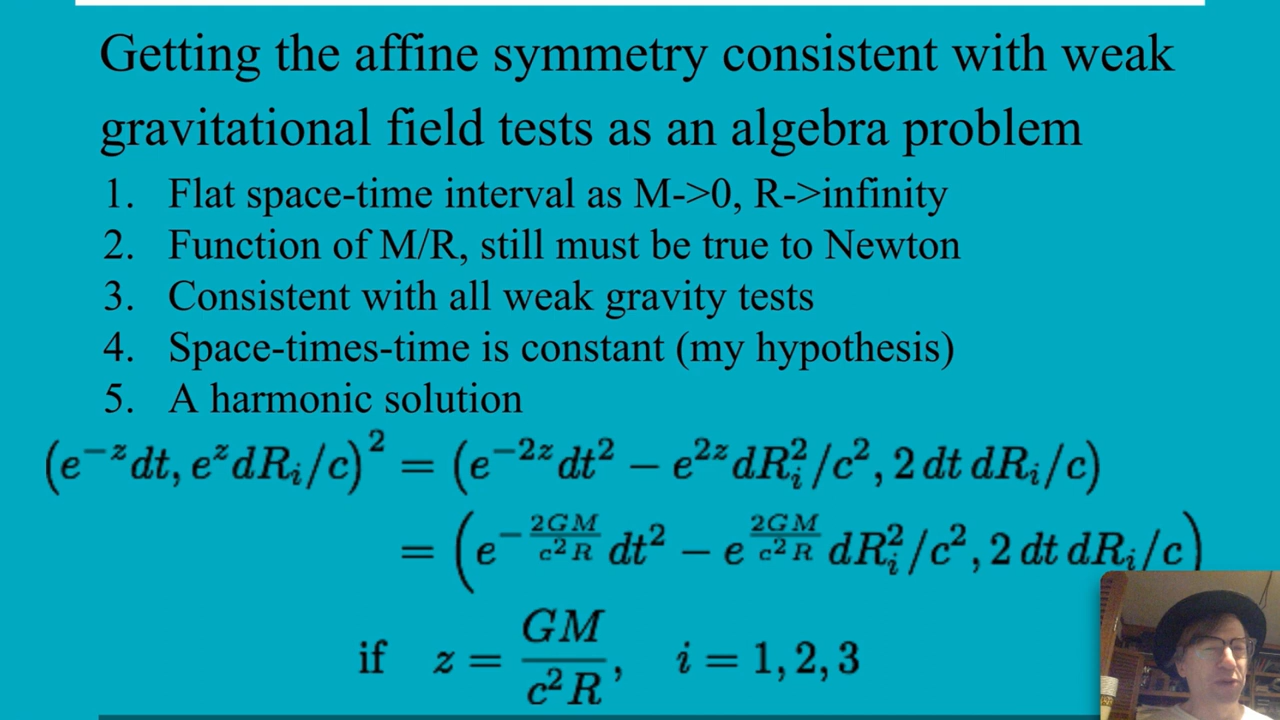 Getting the affine symmetry consistent with weak
gravitational field tests as an algebra problem
1. Flat space-time interval as M->0, R->infinity
2. Function of M/R, still must be true to Newton
3. Consistent with all weak gravity tests
4. Space-times-time is constant (my hypothesis)
5. A harmonic solution
(e^{-z} dt, e^{z} dR_i/c)^2 = (e^{-2z} dt^2 − e^{2z} dR_i^2/c^2, 2 dt dR_i/c)
= (e^{-\frac{2GM}{c^2 R}} dt^2 − e^{\frac{2GM}{c^2 R}} dR_i^2/c^2, 2 dt dR_i/c)
if z = \frac{GM}{c^2 R}, i = 1, 2, 3